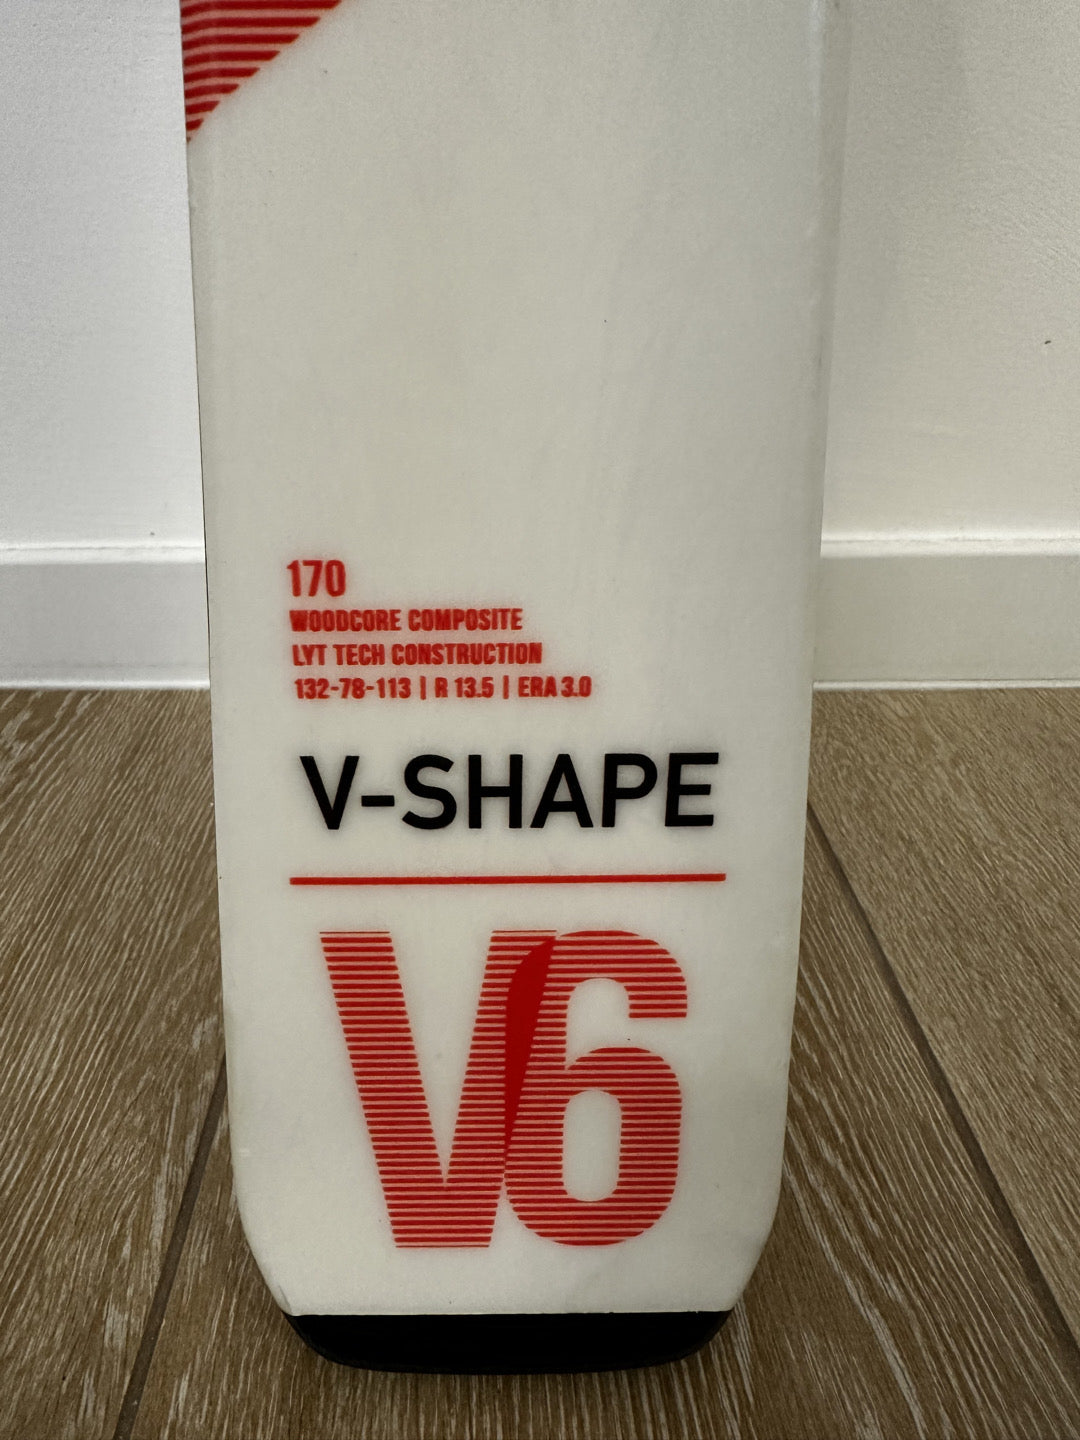 170
WOODCORE COMPOSITE
LYT TECH CONSTRUCTION
132-78-113 | R 13.5 | ERA 3.0
V-SHAPE
V6